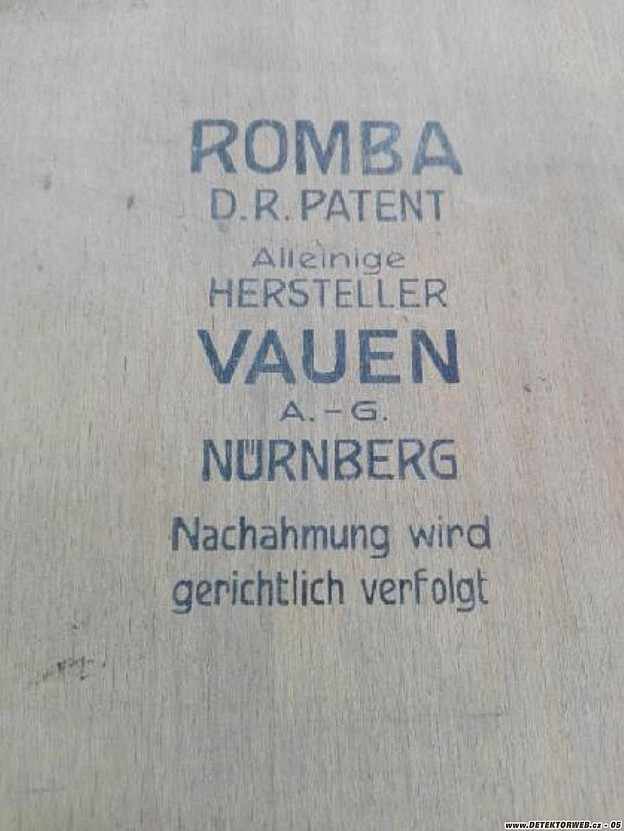 ROMBA
D.R. PATENT
Alleinige
HERSTELLER
VAUEN
A.-G.
NÜRNBERG
Nachahmung wird
gerichtlich verfolgt
www.DETEKTORWEB.cz - 05